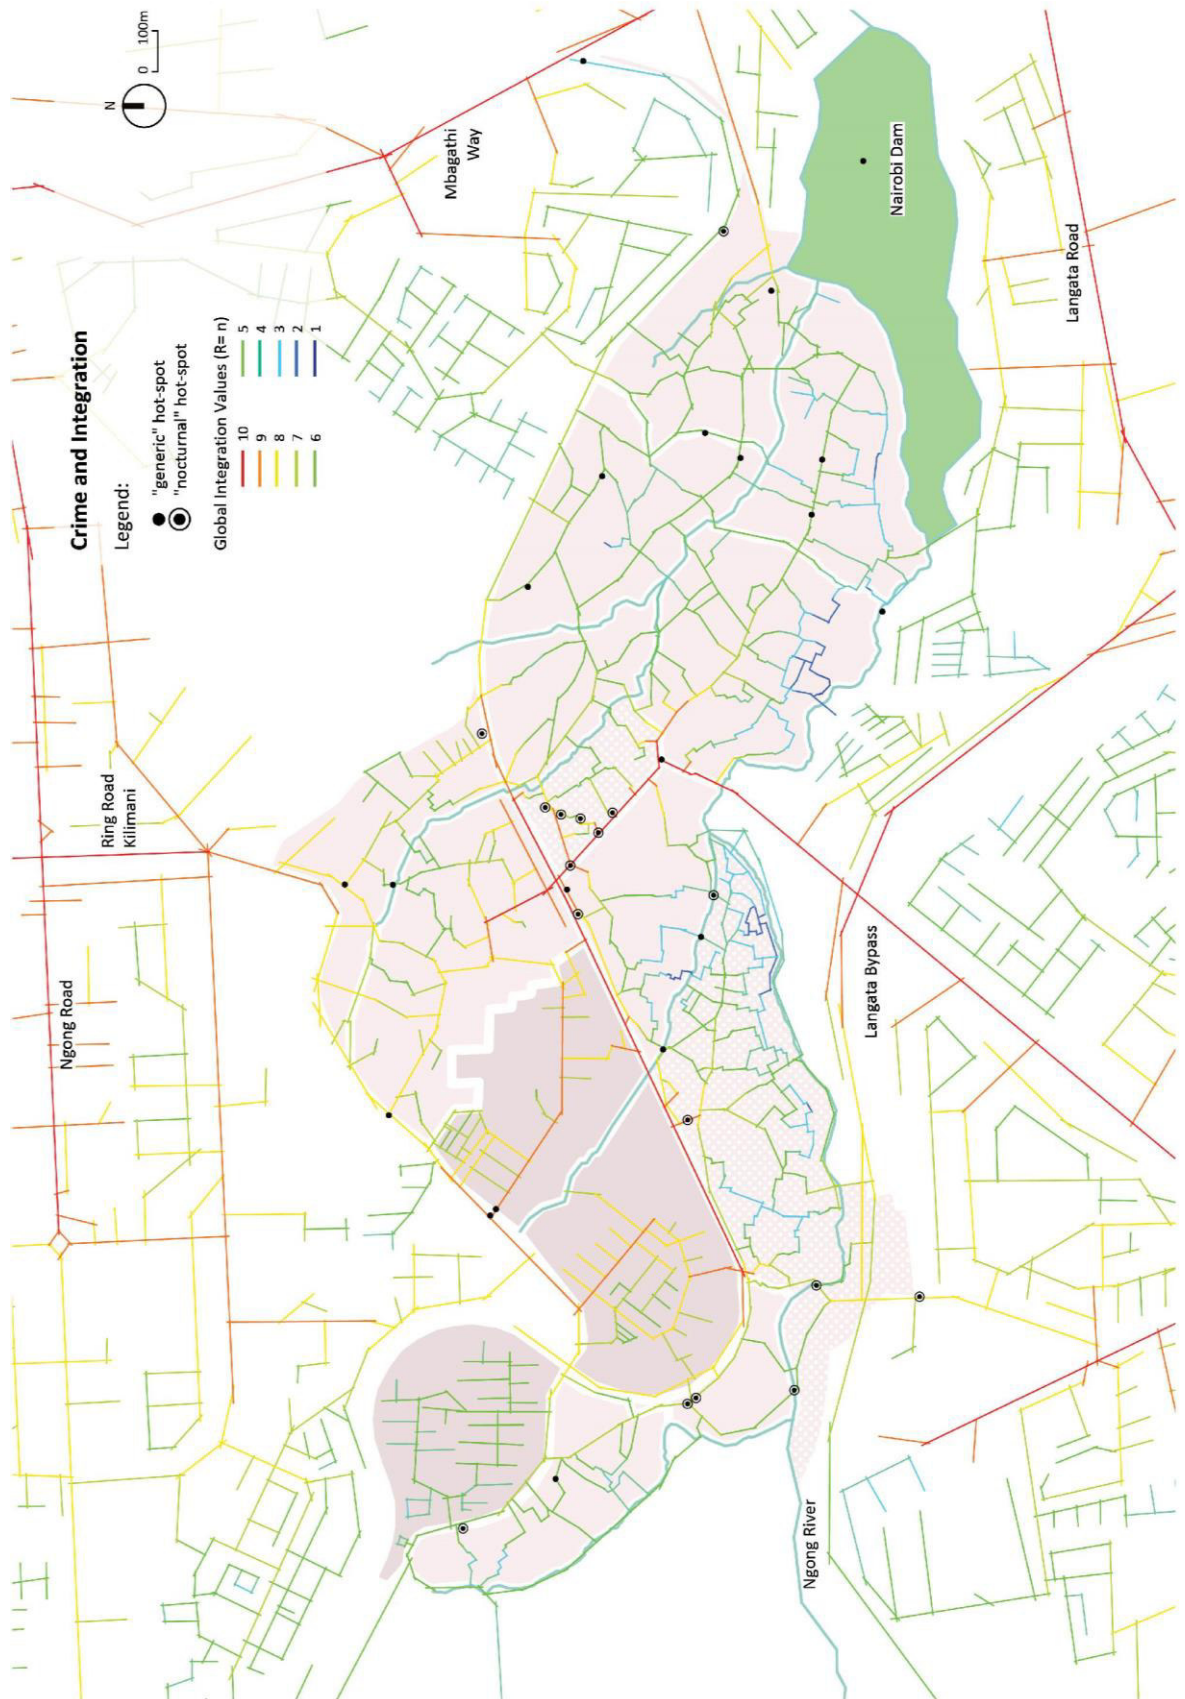 Crime and Integration
Legend:
"generic" hot-spot
"nocturnal" hot-spot
Global Integration Values (R= n)
10 5
9 4
8 3
7 2
6 1
N
0 100m
Ngong Road
Ring Road
Kilimani
Mbagathi
Way
Nairobi Dam
Langata Road
Langata Bypass
Ngong River